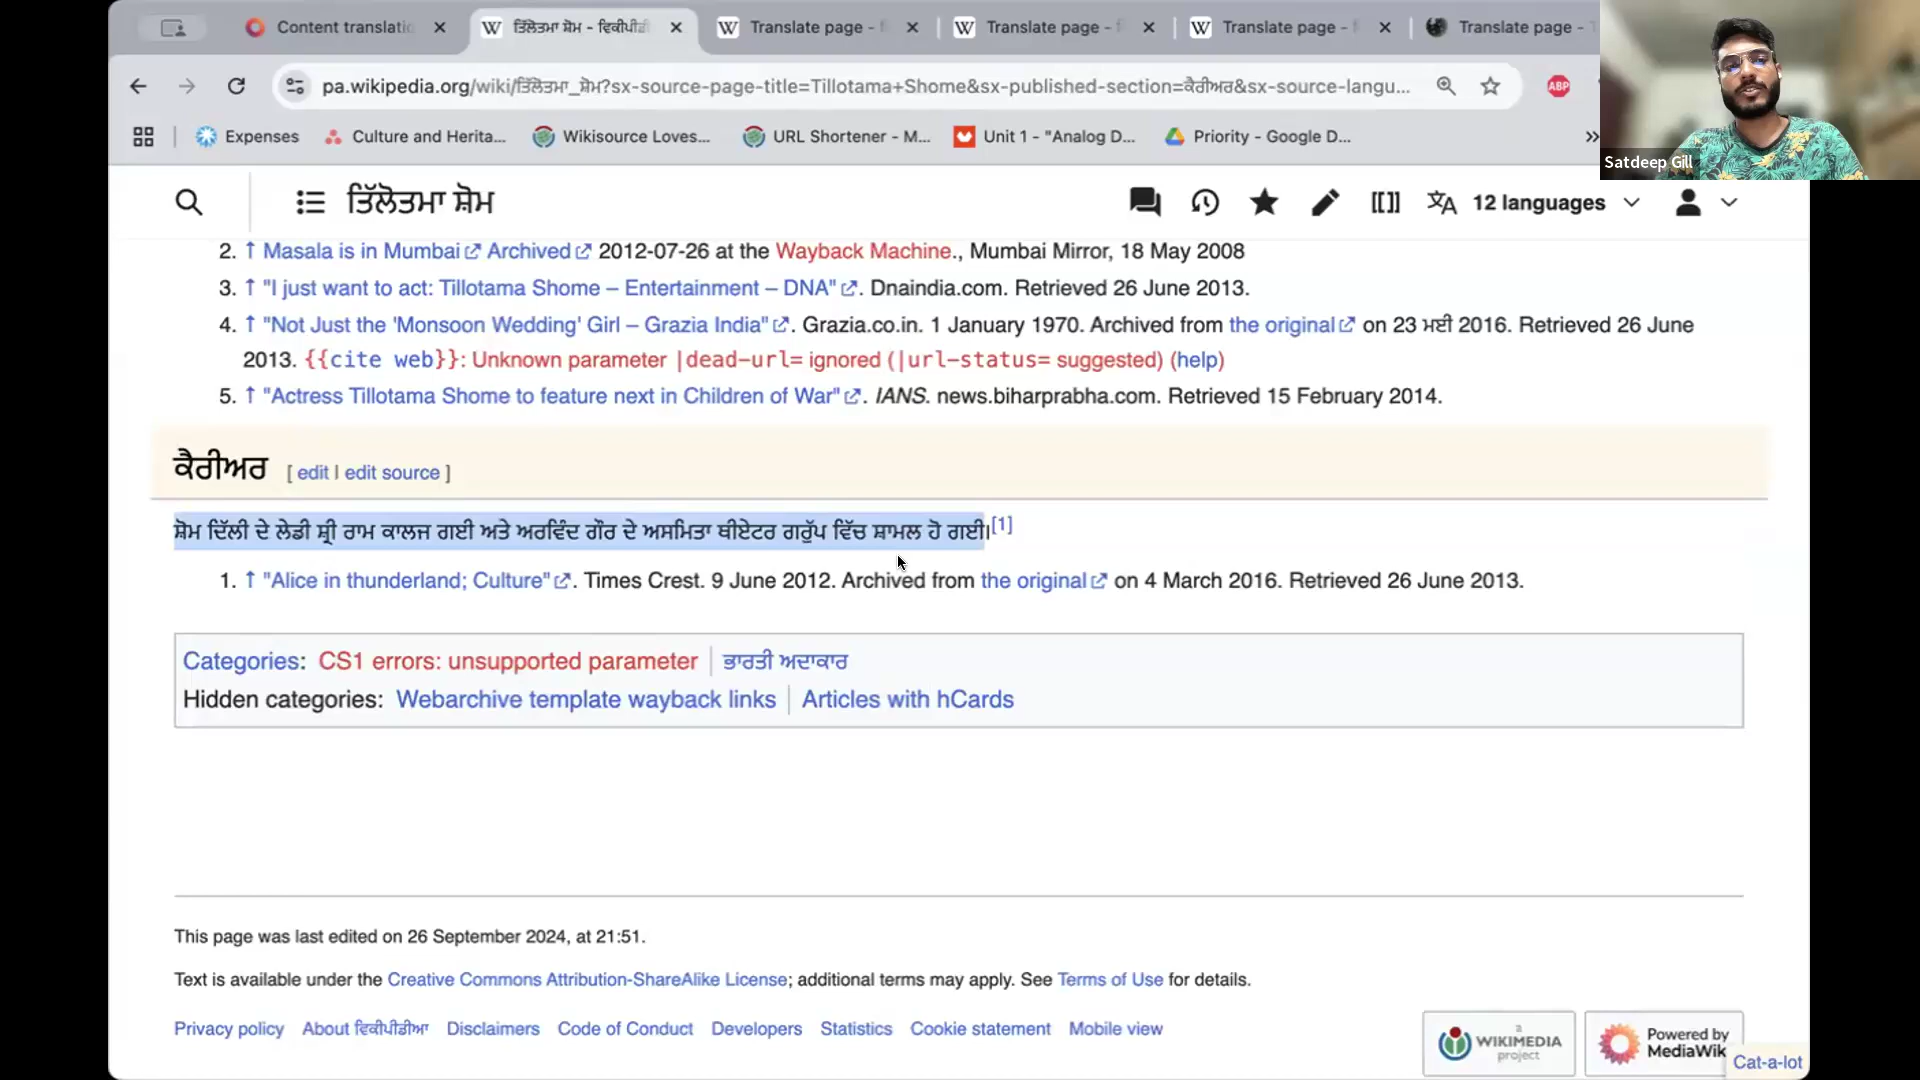 Content translatio
ਤਿੱਲੋਤਮਾ ਸ਼ੋਮ - ਵਿਕੀਪੀਡੀ
Translate page - f
Translate page - f
Translate page - f
Translate page - T
pa.wikipedia.org/wiki/ਤਿੱਲੋਤਮਾ_ਸ਼ੋਮ?sx-source-page-title=Tillotama+Shome&sx-published-section=ਕੈਰੀਅਰ&sx-source-langu...
ABP
Expenses
Culture and Herita...
Wikisource Loves...
URL Shortener - M...
Unit 1 - "Analog D...
Priority - Google D...
»
Satdeep Gill
ਤਿੱਲੋਤਮਾ ਸ਼ੋਮ
12 languages
2. ↑ Masala is in Mumbai Archived 2012-07-26 at the Wayback Machine., Mumbai Mirror, 18 May 2008
3. ↑ "I just want to act: Tillotama Shome – Entertainment – DNA". Dnaindia.com. Retrieved 26 June 2013.
4. ↑ "Not Just the 'Monsoon Wedding' Girl – Grazia India". Grazia.co.in. 1 January 1970. Archived from the original on 23 ਮਈ 2016. Retrieved 26 June
2013. {{cite web}}: Unknown parameter |dead-url= ignored (|url-status= suggested) (help)
5. ↑ "Actress Tillotama Shome to feature next in Children of War". IANS. news.biharprabha.com. Retrieved 15 February 2014.
ਕੈਰੀਅਰ [ edit | edit source ]
ਸ਼ੋਮ ਦਿੱਲੀ ਦੇ ਲੇਡੀ ਸ਼੍ਰੀ ਰਾਮ ਕਾਲਜ ਗਈ ਅਤੇ ਅਰਵਿੰਦ ਗੌਰ ਦੇ ਅਸਮਿਤਾ ਥੀਏਟਰ ਗਰੁੱਪ ਵਿੱਚ ਸ਼ਾਮਲ ਹੋ ਗਈ।[1]
1. ↑ "Alice in thunderland; Culture". Times Crest. 9 June 2012. Archived from the original on 4 March 2016. Retrieved 26 June 2013.
Categories: CS1 errors: unsupported parameter | ਭਾਰਤੀ ਅਦਾਕਾਰ
Hidden categories: Webarchive template wayback links | Articles with hCards
This page was last edited on 26 September 2024, at 21:51.
Text is available under the Creative Commons Attribution-ShareAlike License; additional terms may apply. See Terms of Use for details.
Privacy policy About ਵਿਕੀਪੀਡੀਆ Disclaimers Code of Conduct Developers Statistics Cookie statement Mobile view
a WIKIMEDIA project
Powered by MediaWik
Cat-a-lot